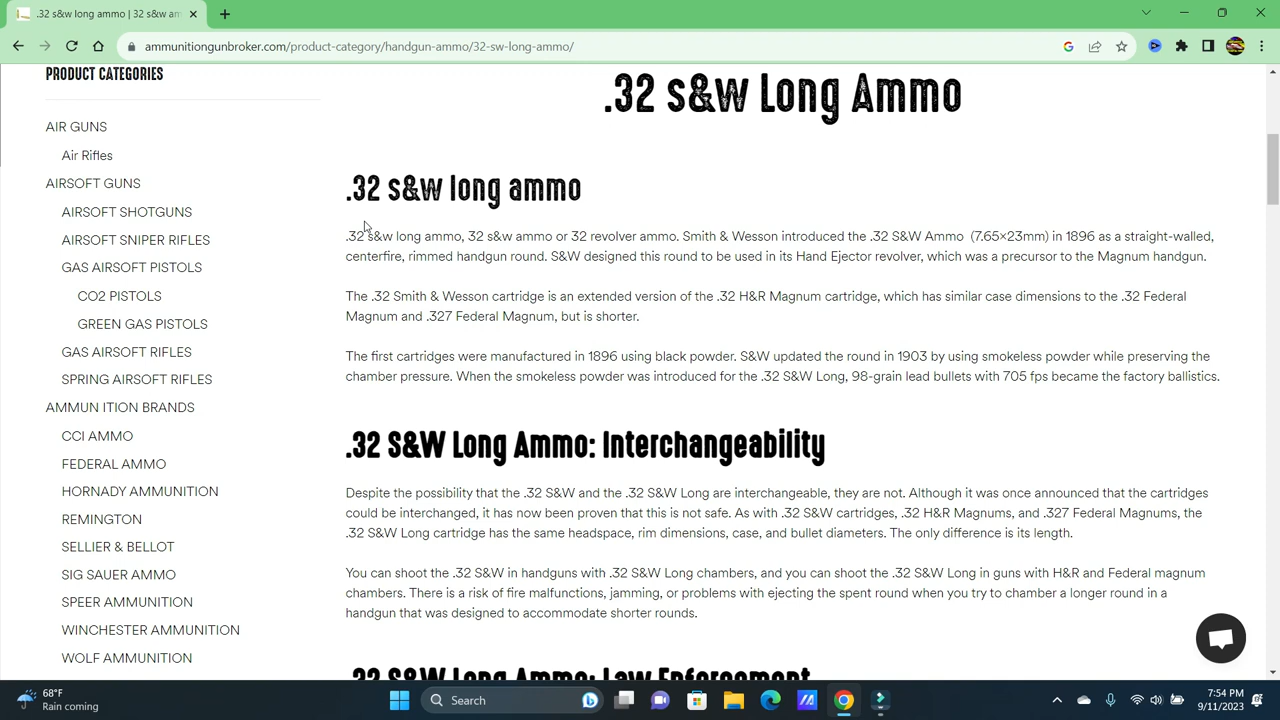 .32 s&w long ammo | 32 s&w am
ammunitiongunbroker.com/product-category/handgun-ammo/32-sw-long-ammo/
PRODUCT CATEGORIES
AIR GUNS
Air Rifles
AIRSOFT GUNS
AIRSOFT SHOTGUNS
AIRSOFT SNIPER RIFLES
GAS AIRSOFT PISTOLS
CO2 PISTOLS
GREEN GAS PISTOLS
GAS AIRSOFT RIFLES
SPRING AIRSOFT RIFLES
AMMUN ITION BRANDS
CCI AMMO
FEDERAL AMMO
HORNADY AMMUNITION
REMINGTON
SELLIER & BELLOT
SIG SAUER AMMO
SPEER AMMUNITION
WINCHESTER AMMUNITION
WOLF AMMUNITION
.32 s&w Long Ammo
.32 s&w long ammo
.32 s&w long ammo, 32 s&w ammo or 32 revolver ammo. Smith & Wesson introduced the .32 S&W Ammo (7.65×23mm) in 1896 as a straight-walled,
centerfire, rimmed handgun round. S&W designed this round to be used in its Hand Ejector revolver, which was a precursor to the Magnum handgun.
The .32 Smith & Wesson cartridge is an extended version of the .32 H&R Magnum cartridge, which has similar case dimensions to the .32 Federal
Magnum and .327 Federal Magnum, but is shorter.
The first cartridges were manufactured in 1896 using black powder. S&W updated the round in 1903 by using smokeless powder while preserving the
chamber pressure. When the smokeless powder was introduced for the .32 S&W Long, 98-grain lead bullets with 705 fps became the factory ballistics.
.32 S&W Long Ammo: Interchangeability
Despite the possibility that the .32 S&W and the .32 S&W Long are interchangeable, they are not. Although it was once announced that the cartridges
could be interchanged, it has now been proven that this is not safe. As with .32 S&W cartridges, .32 H&R Magnums, and .327 Federal Magnums, the
.32 S&W Long cartridge has the same headspace, rim dimensions, case, and bullet diameters. The only difference is its length.
You can shoot the .32 S&W in handguns with .32 S&W Long chambers, and you can shoot the .32 S&W Long in guns with H&R and Federal magnum
chambers. There is a risk of fire malfunctions, jamming, or problems with ejecting the spent round when you try to chamber a longer round in a
handgun that was designed to accommodate shorter rounds.
.32 S&W Long Ammo: Law Enforcement
68°F
Rain coming
Search
7:54 PM
9/11/2023